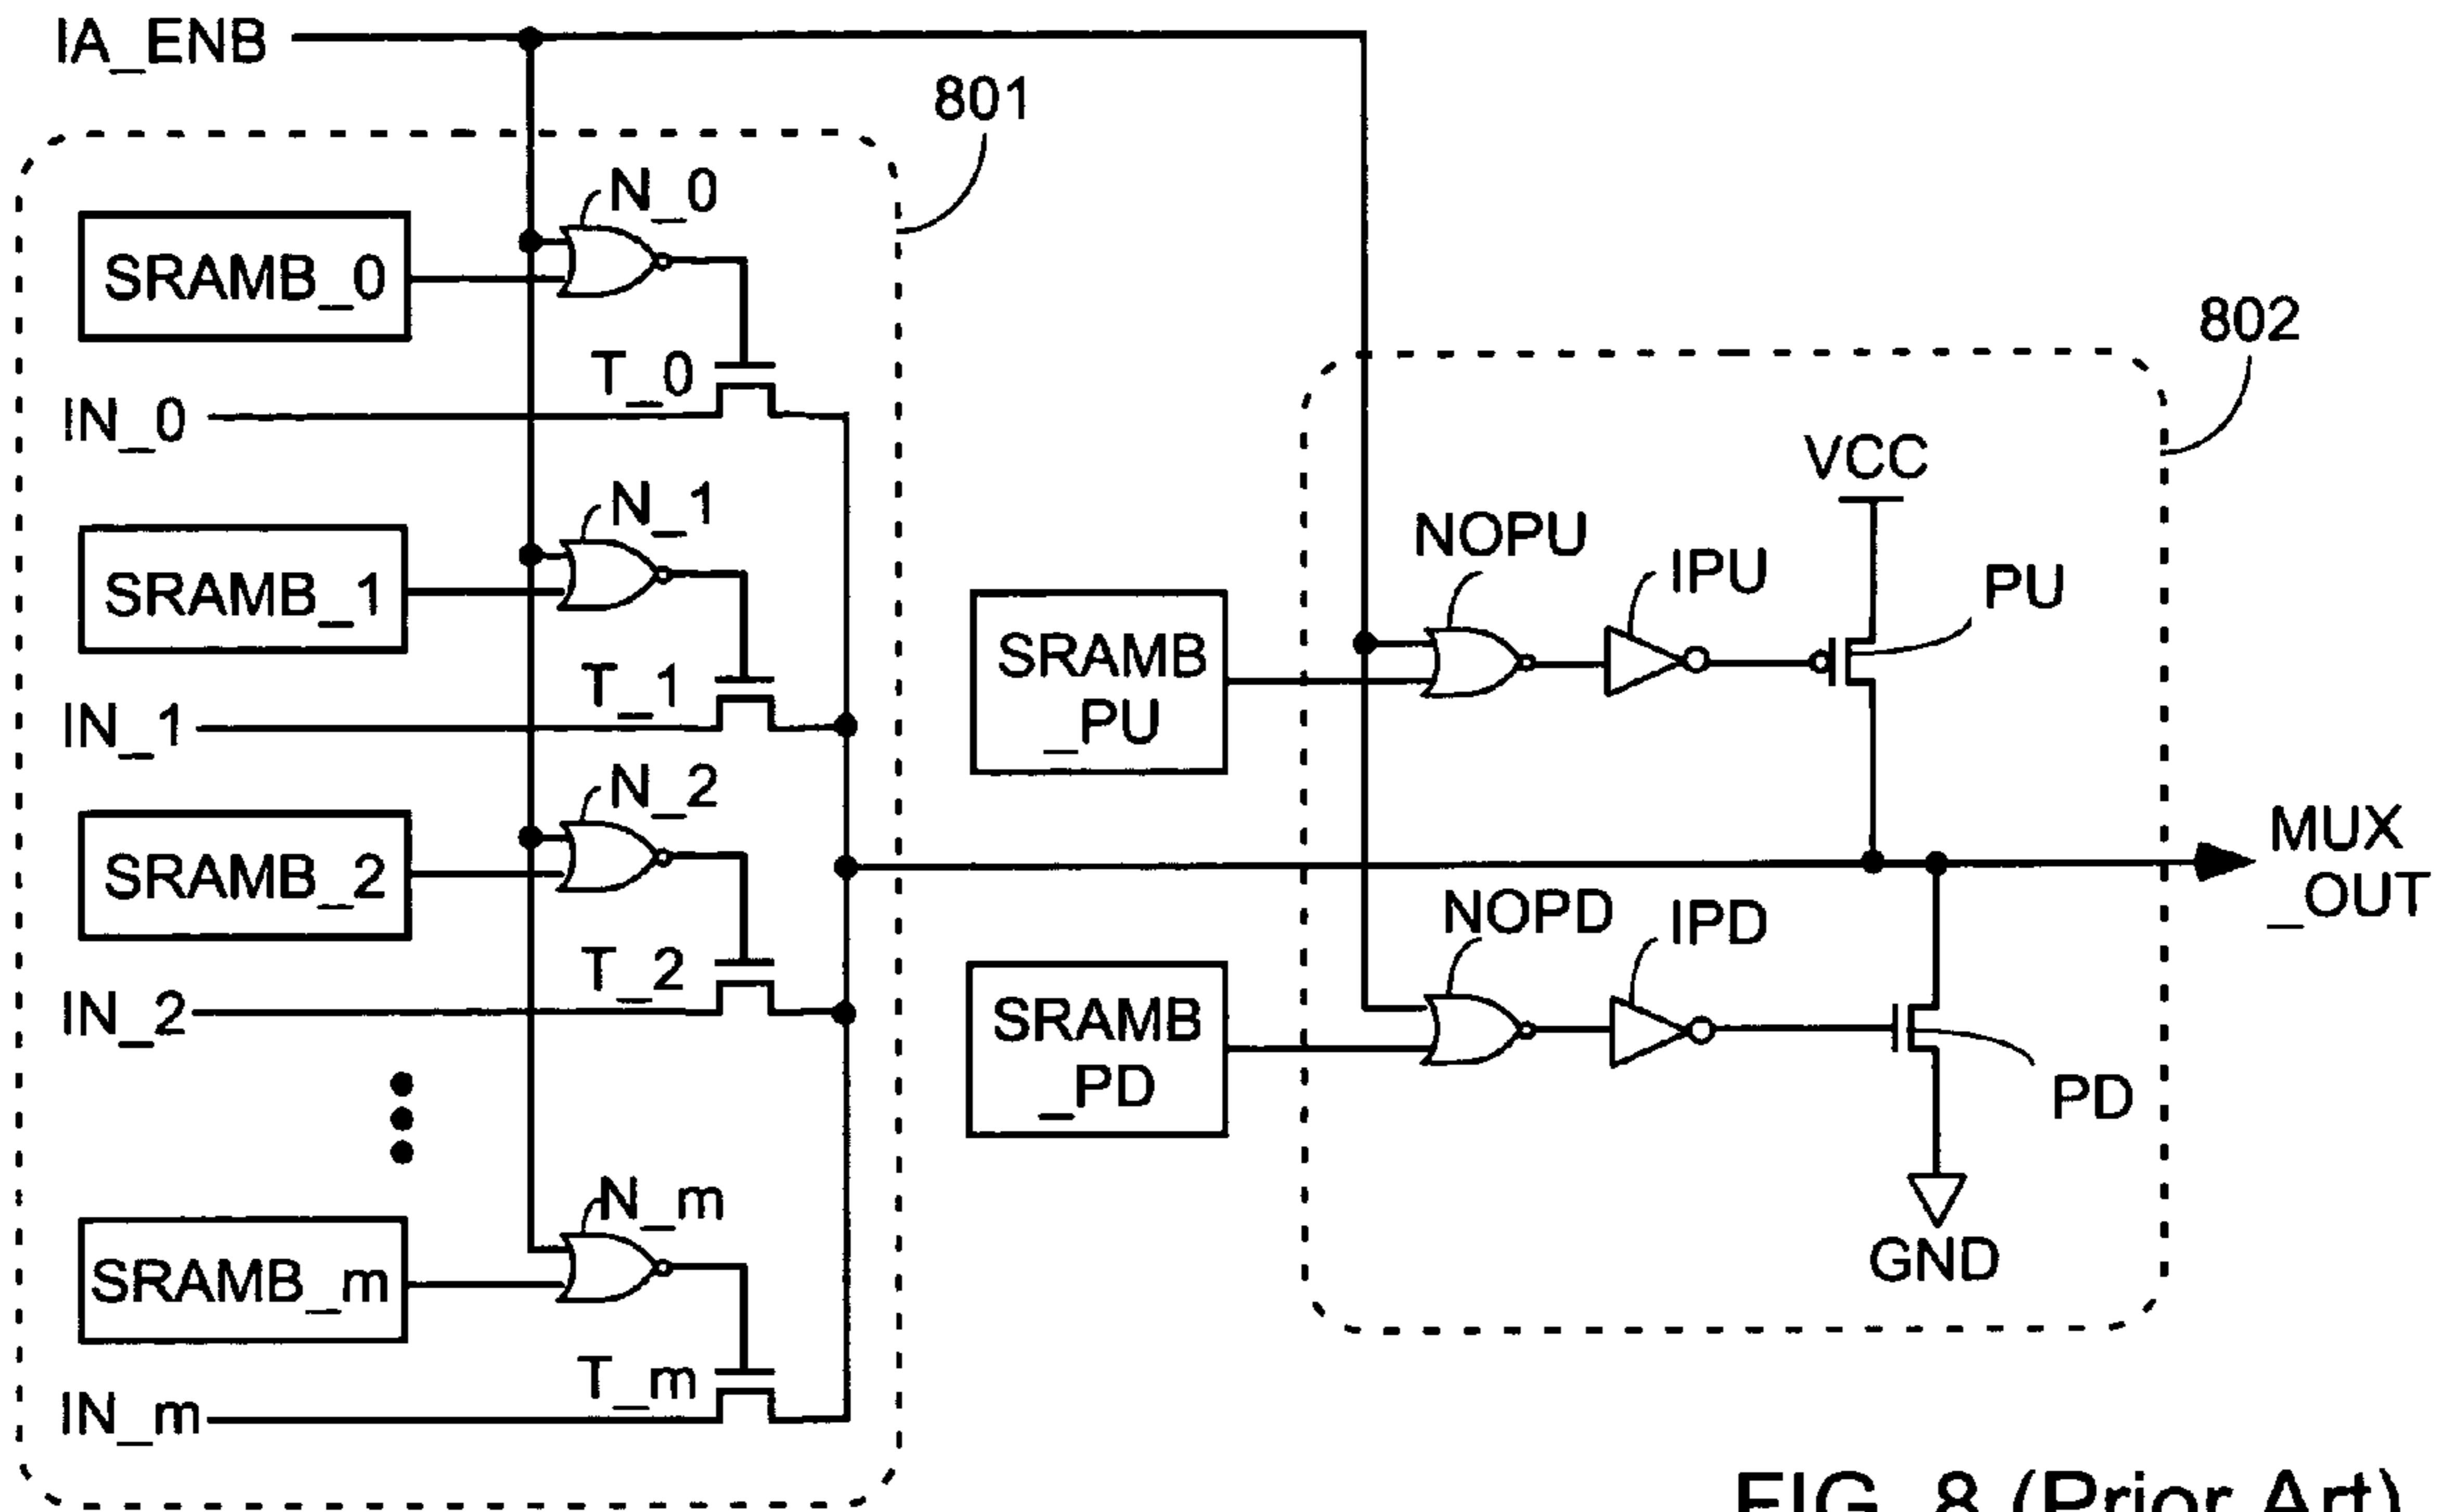 IA_ENB
801
N_0
SRAMB_0
T_0
IN_0
N_1
SRAMB_1
T_1
IN_1
N_2
SRAMB_2
T_2
IN_2
N_m
SRAMB_m
T_m
IN_m
802
VCC
NOPU
IPU
PU
SRAMB
_PU
MUX
_OUT
NOPD
IPD
SRAMB
_PD
PD
GND
FIG. 8 (Prior Art)